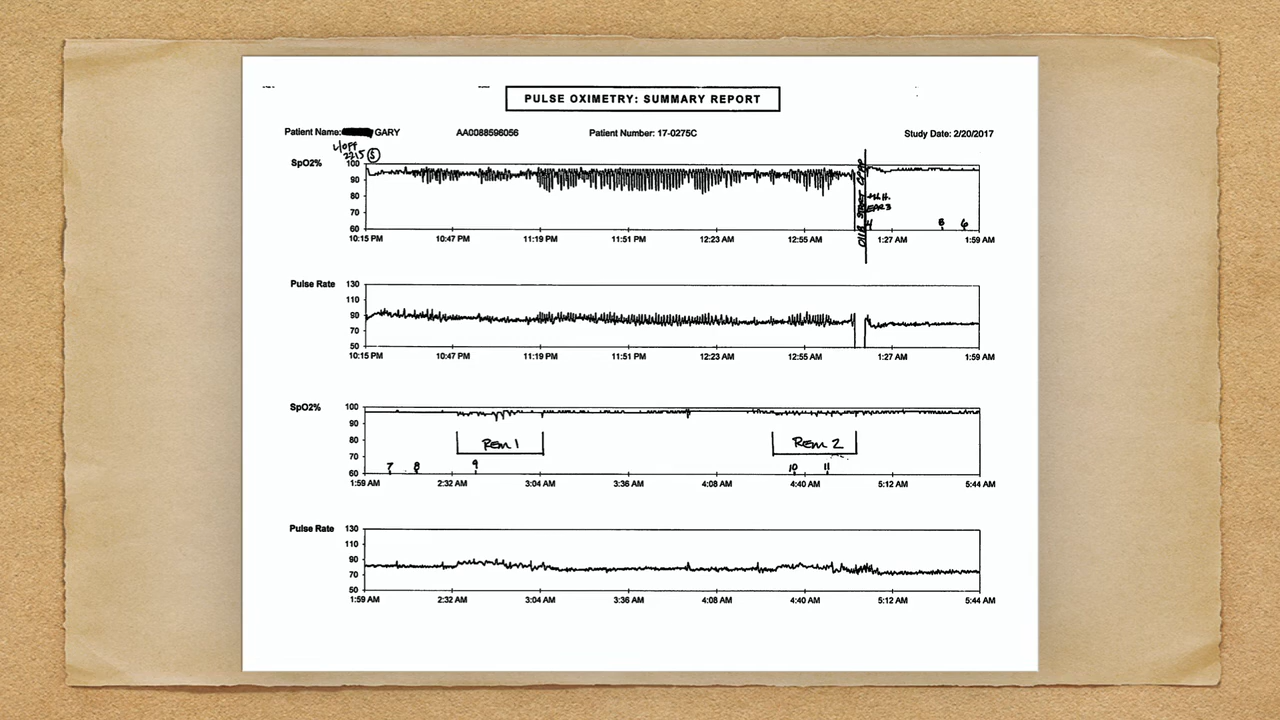 PULSE OXIMETRY: SUMMARY REPORT
Patient Name: GARY AA0088596056 Patient Number: 17-0275C Study Date: 2/20/2017
L/OFF
2215 S
SpO2% 100
90
80
70
60
START CPAP
4 8 6
10:15 PM 10:47 PM 11:19 PM 11:51 PM 12:23 AM 12:55 AM 1:27 AM 1:59 AM
Pulse Rate 130
110
90
70
50
10:15 PM 10:47 PM 11:19 PM 11:51 PM 12:23 AM 12:55 AM 1:27 AM 1:59 AM
SpO2% 100
90
80
REM 1 REM 2
70
7 8 9 10 11
60
1:59 AM 2:32 AM 3:04 AM 3:36 AM 4:08 AM 4:40 AM 5:12 AM 5:44 AM
Pulse Rate 130
110
90
70
50
1:59 AM 2:32 AM 3:04 AM 3:36 AM 4:08 AM 4:40 AM 5:12 AM 5:44 AM